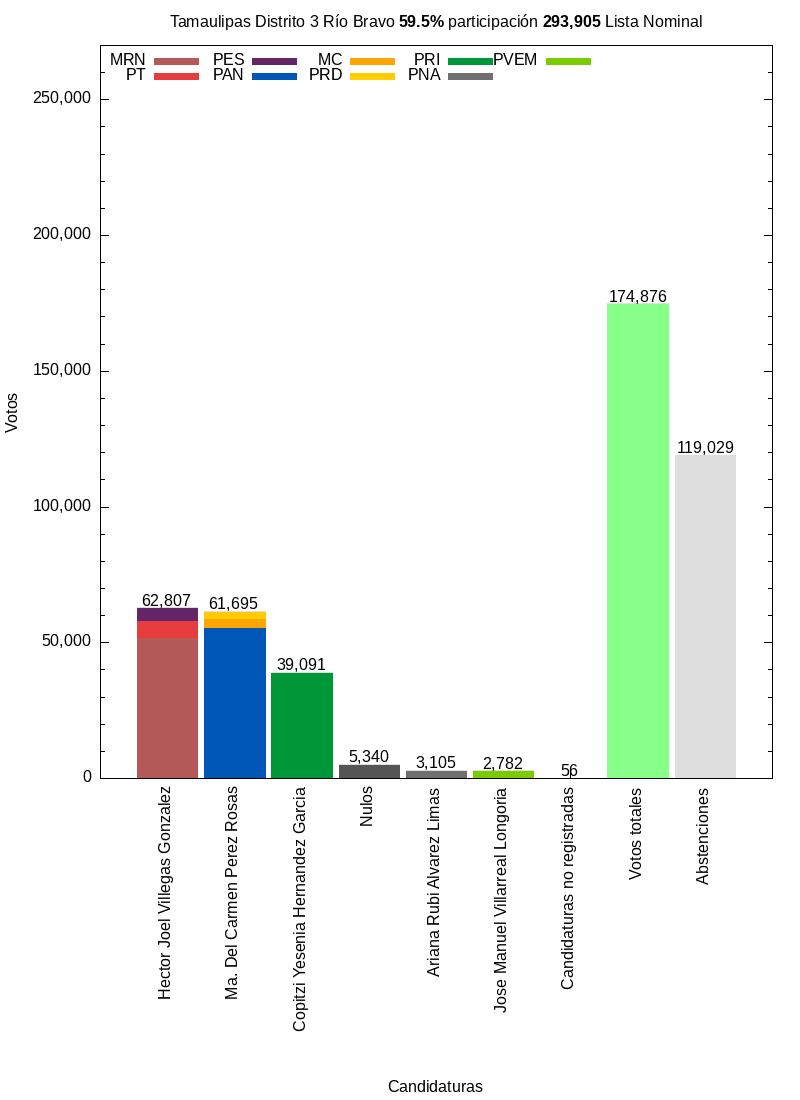 Tamaulipas Distrito 3 Río Bravo 59.5% participación 293,905 Lista Nominal
MRN PES MC PRI PVEM
PT PAN PRD PNA
250,000
200,000
150,000
100,000
50,000
0
Votos
174,876
119,029
62,807
61,695
39,091
5,340
3,105
2,782
56
Hector Joel Villegas Gonzalez
Ma. Del Carmen Perez Rosas
Copitzi Yesenia Hernandez Garcia
Nulos
Ariana Rubi Alvarez Limas
Jose Manuel Villarreal Longoria
Candidaturas no registradas
Votos totales
Abstenciones
Candidaturas